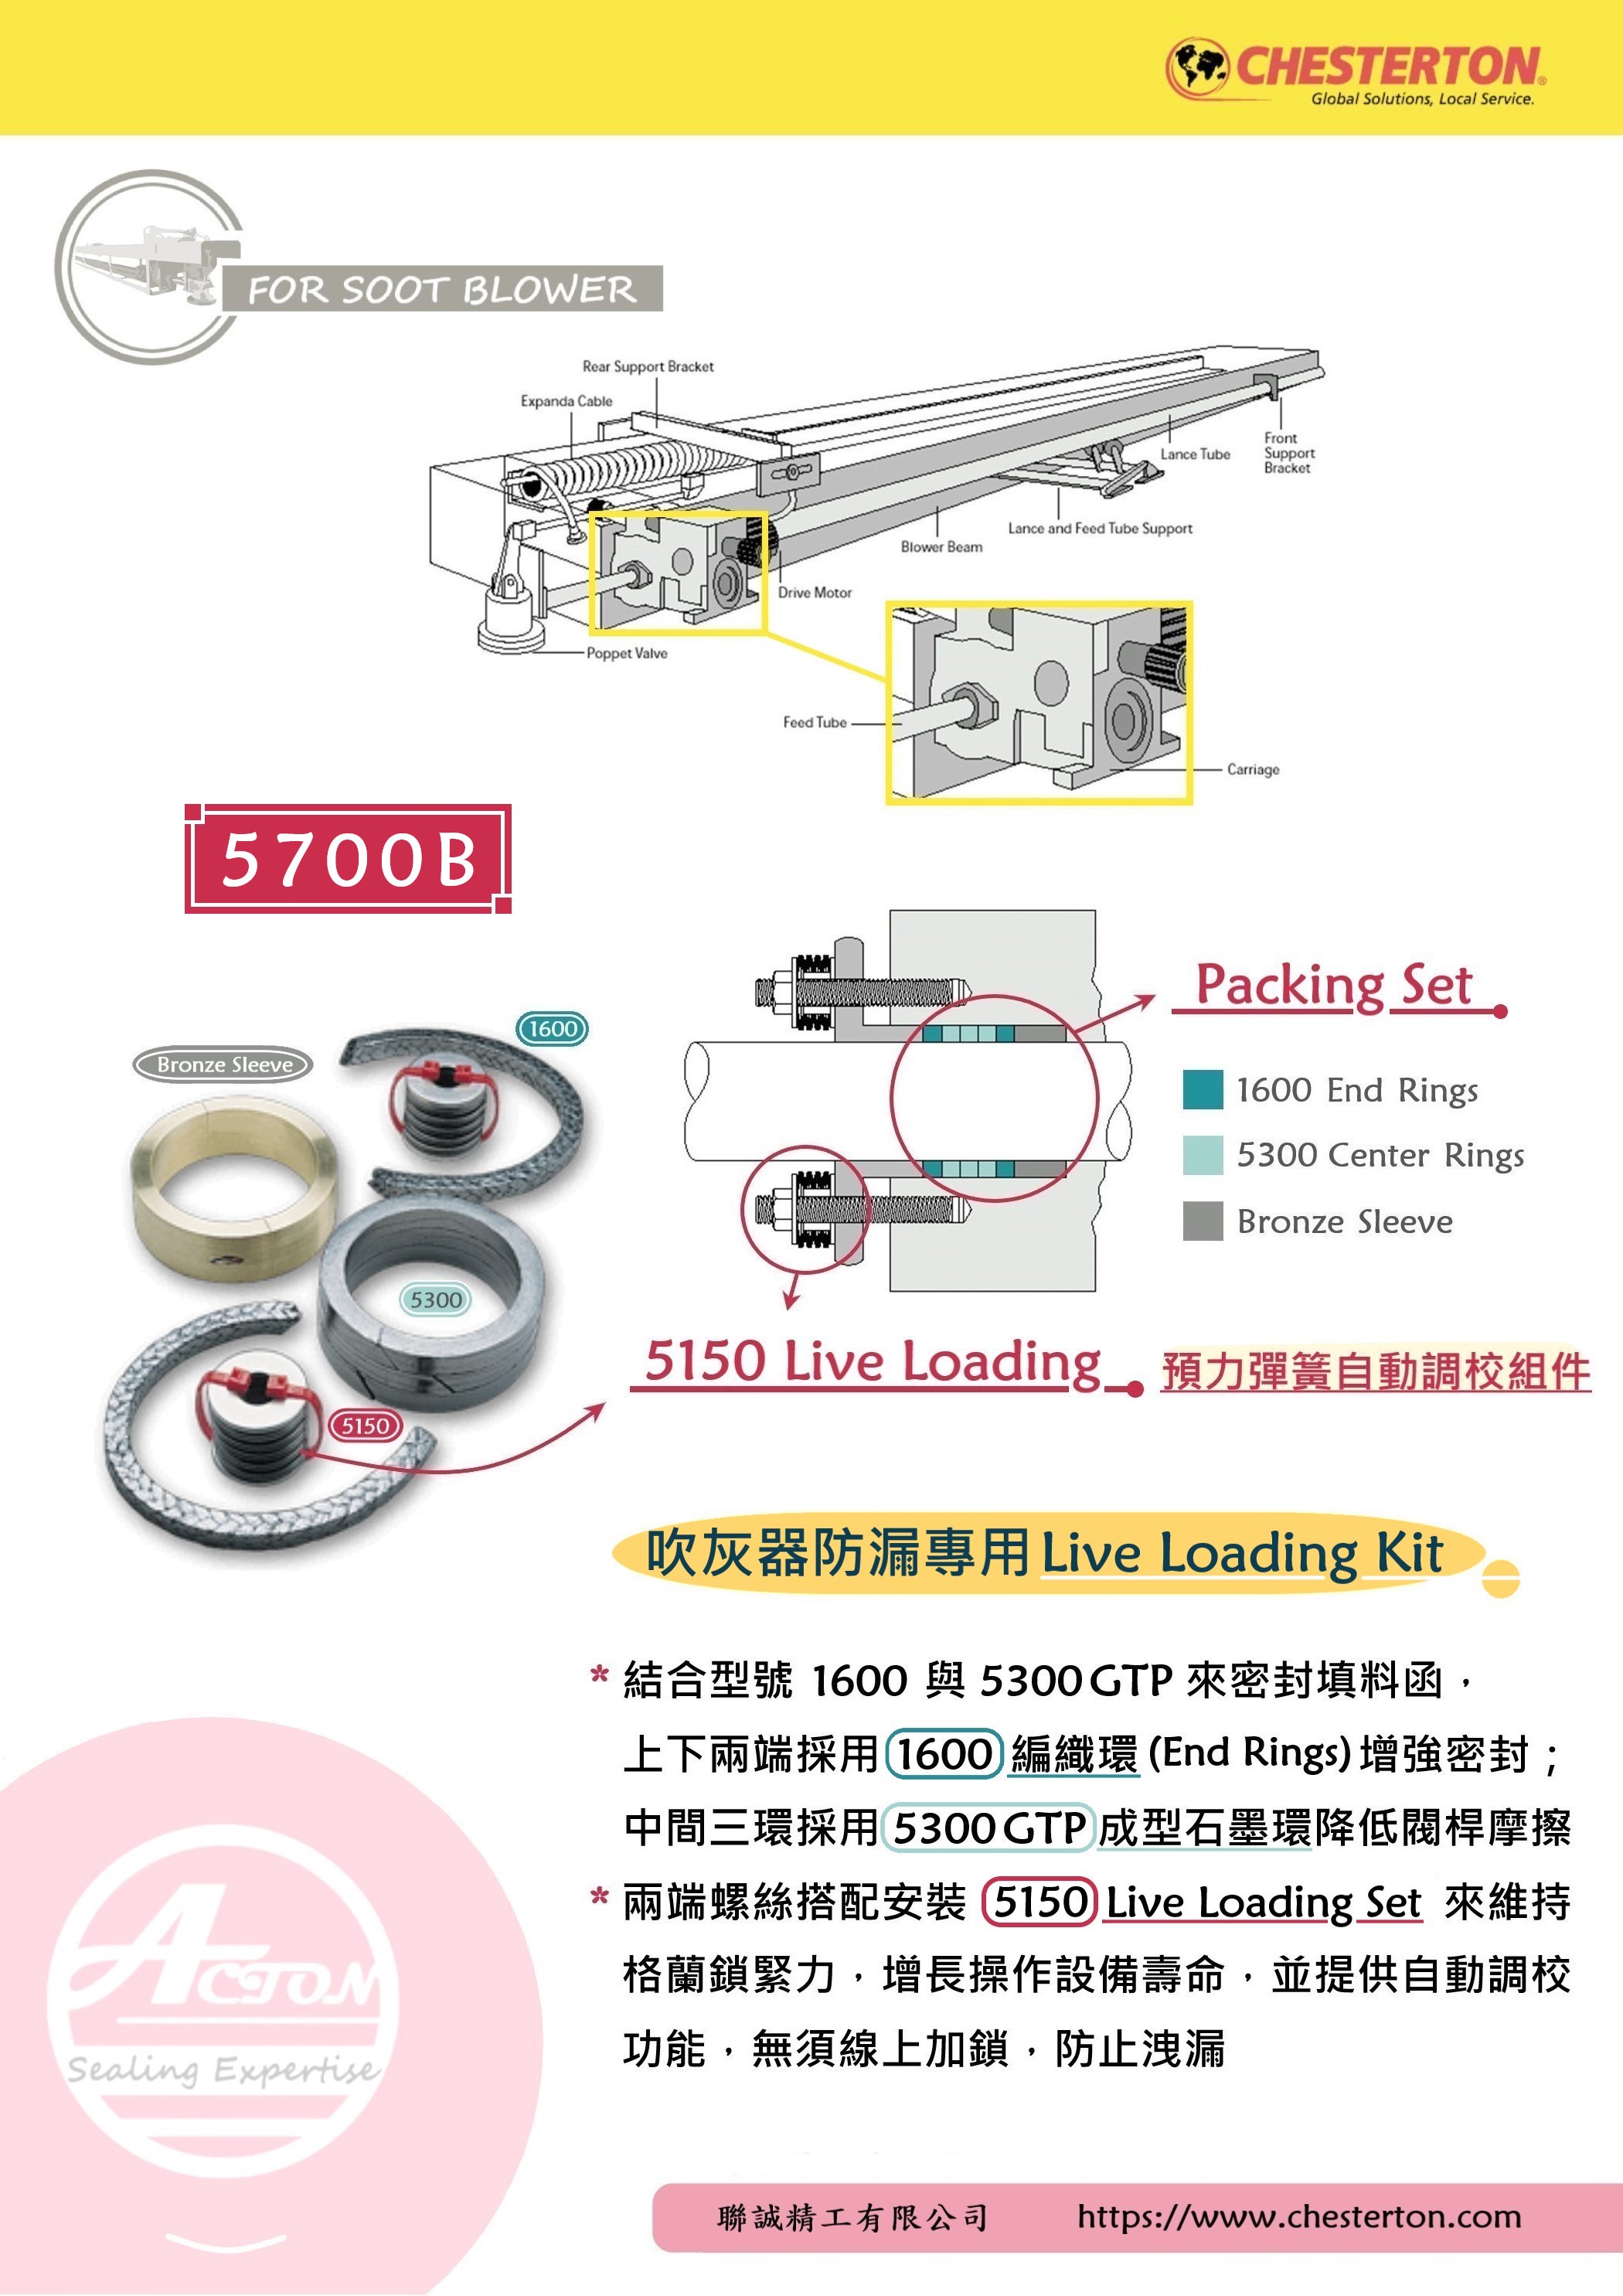 CHESTERTON®
Global Solutions, Local Service.
FOR SOOT BLOWER
Rear Support Bracket
Expanda Cable
Front
Support
Bracket
Lance Tube
Lance and Feed Tube Support
Blower Beam
Drive Motor
Poppet Valve
Feed Tube
Carriage
5700B
Packing Set
1600 End Rings
5300 Center Rings
Bronze Sleeve
1600
Bronze Sleeve
5300
5150
5150 Live Loading
預力彈簧自動調校組件
吹灰器防漏專用Live Loading Kit
* 結合型號 1600 與 5300GTP 來密封填料函，
上下兩端採用 1600 編織環 (End Rings) 增強密封；
中間三環採用 5300GTP 成型石墨環降低閥桿摩擦
* 兩端螺絲搭配安裝 5150 Live Loading Set 來維持
格蘭鎖緊力，增長操作設備壽命，並提供自動調校
功能，無須線上加鎖，防止洩漏
ACTON
Sealing Expertise
聯誠精工有限公司 https://www.chesterton.com